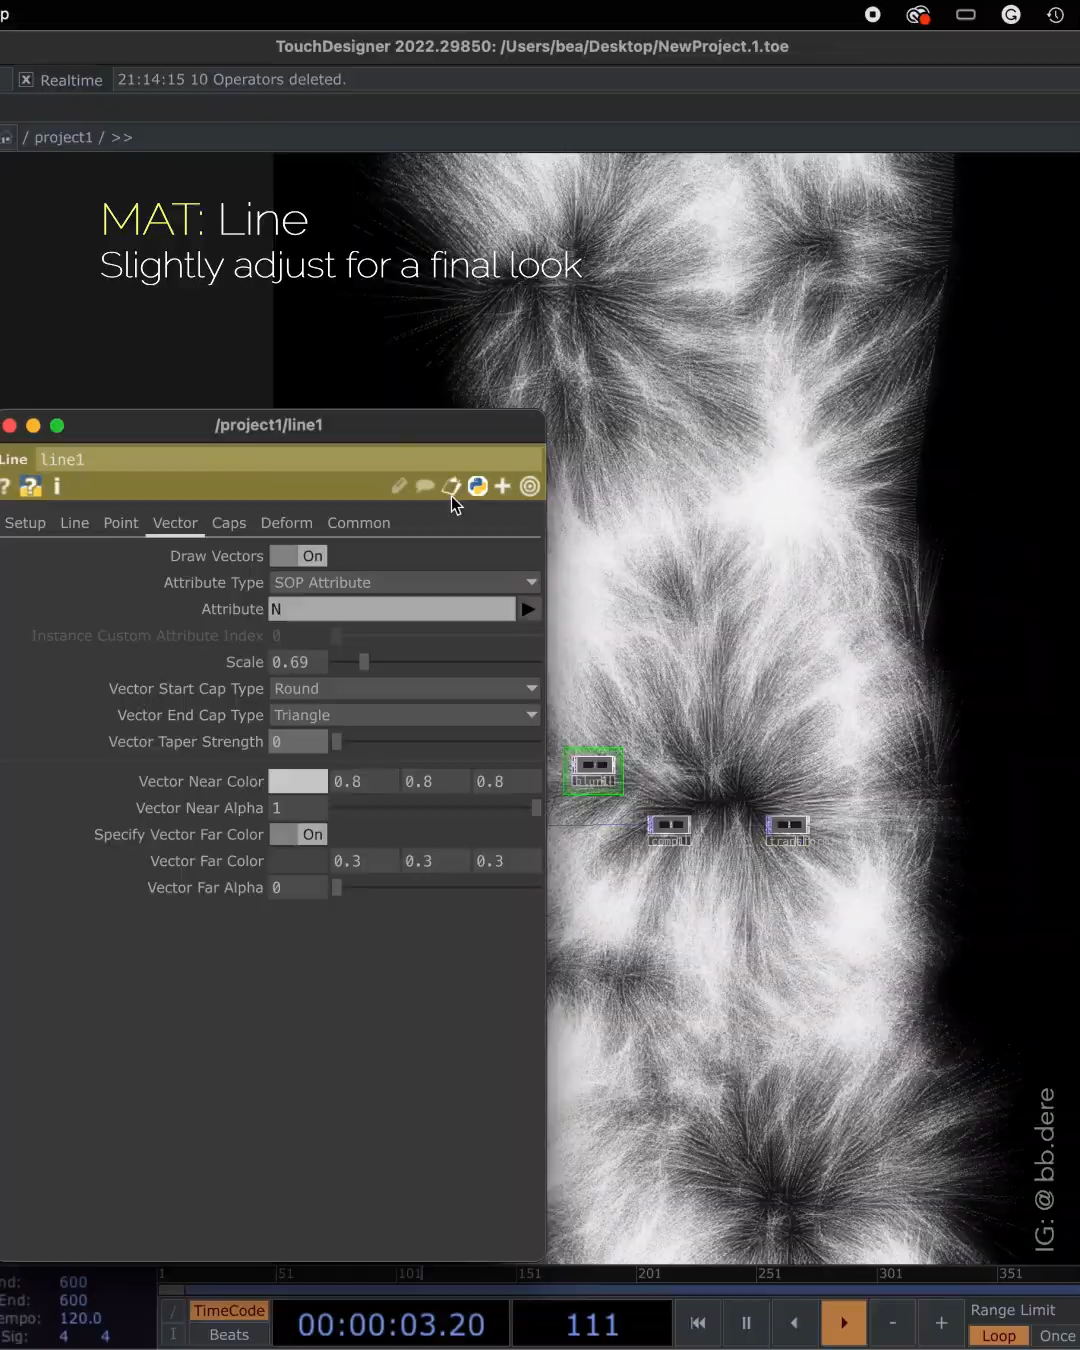 p
TouchDesigner 2022.29850: /Users/bea/Desktop/NewProject.1.toe
Realtime
21:14:15 10 Operators deleted.
/ project1 / >>
MAT: Line
Slightly adjust for a final look
/project1/line1
Line line1
Setup Line Point Vector Caps Deform Common
Draw Vectors On
Attribute Type SOP Attribute
Attribute N
Instance Custom Attribute Index 0
Scale 0.69
Vector Start Cap Type Round
Vector End Cap Type Triangle
Vector Taper Strength 0
Vector Near Color 0.8 0.8 0.8
Vector Near Alpha 1
Specify Vector Far Color On
Vector Far Color 0.3 0.3 0.3
Vector Far Alpha 0
blur1
comp1
IG: @ bb.dere
1 51 101 151 201 251 301 351
nd: 600
End: 600
empo: 120.0
Sig: 4 4
TimeCode
Beats
00:00:03.20
111
- +
Range Limit
Loop Once